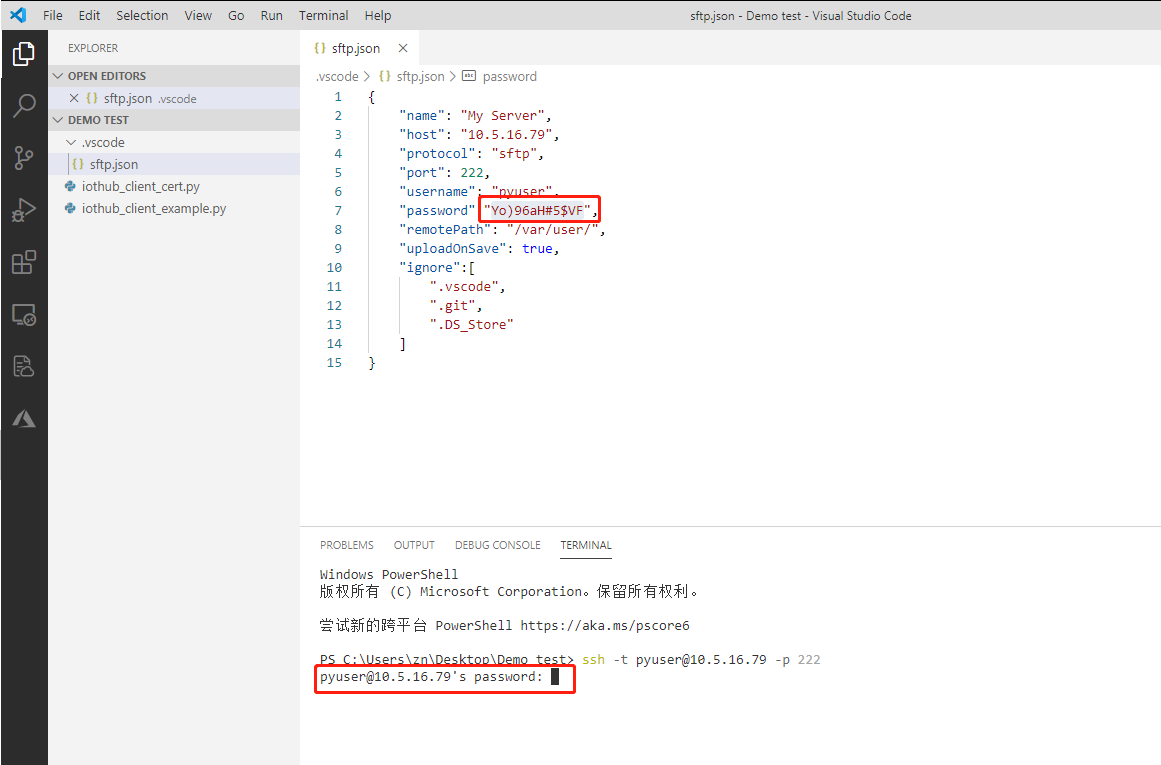 File Edit Selection View Go Run Terminal Help
sftp.json - Demo test - Visual Studio Code
EXPLORER
OPEN EDITORS
sftp.json .vscode
DEMO TEST
.vscode
sftp.json
iothub_client_cert.py
iothub_client_example.py
{} sftp.json
.vscode > {} sftp.json > password
1 {
2 "name": "My Server",
3 "host": "10.5.16.79",
4 "protocol": "sftp",
5 "port": 222,
6 "username": "pyuser",
7 "password" "Yo)96aH#5$VF",
8 "remotePath": "/var/user/",
9 "uploadOnSave": true,
10 "ignore":[
11 ".vscode",
12 ".git",
13 ".DS_Store"
14 ]
15 }
PROBLEMS OUTPUT DEBUG CONSOLE TERMINAL
Windows PowerShell
版权所有 (C) Microsoft Corporation。保留所有权利。
尝试新的跨平台 PowerShell https://aka.ms/pscore6
PS C:\Users\zn\Desktop\Demo test> ssh -t pyuser@10.5.16.79 -p 222
pyuser@10.5.16.79's password: